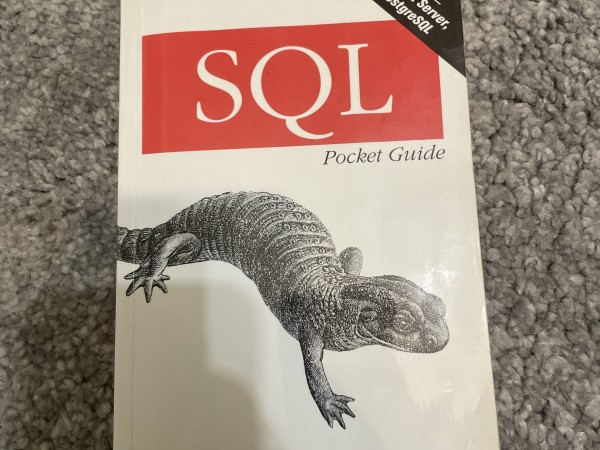 Server,
PostgreSQL
SQL
Pocket Guide